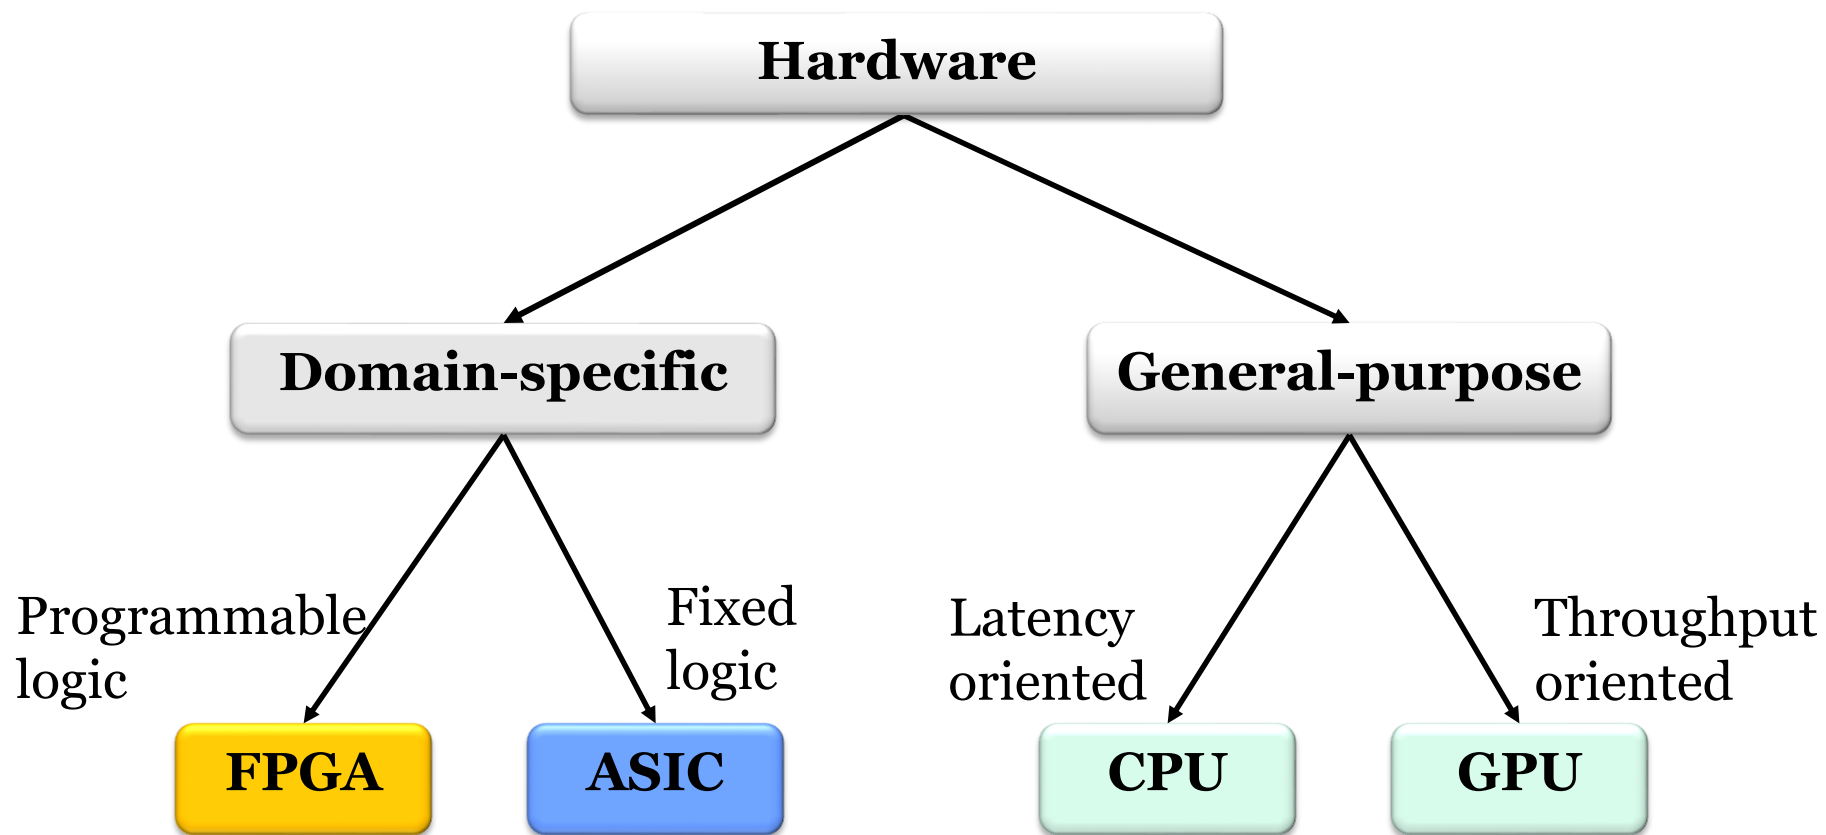 Hardware
Domain-specific
General-purpose
Programmable
logic
Fixed
logic
Latency
oriented
Throughput
oriented
FPGA
ASIC
CPU
GPU